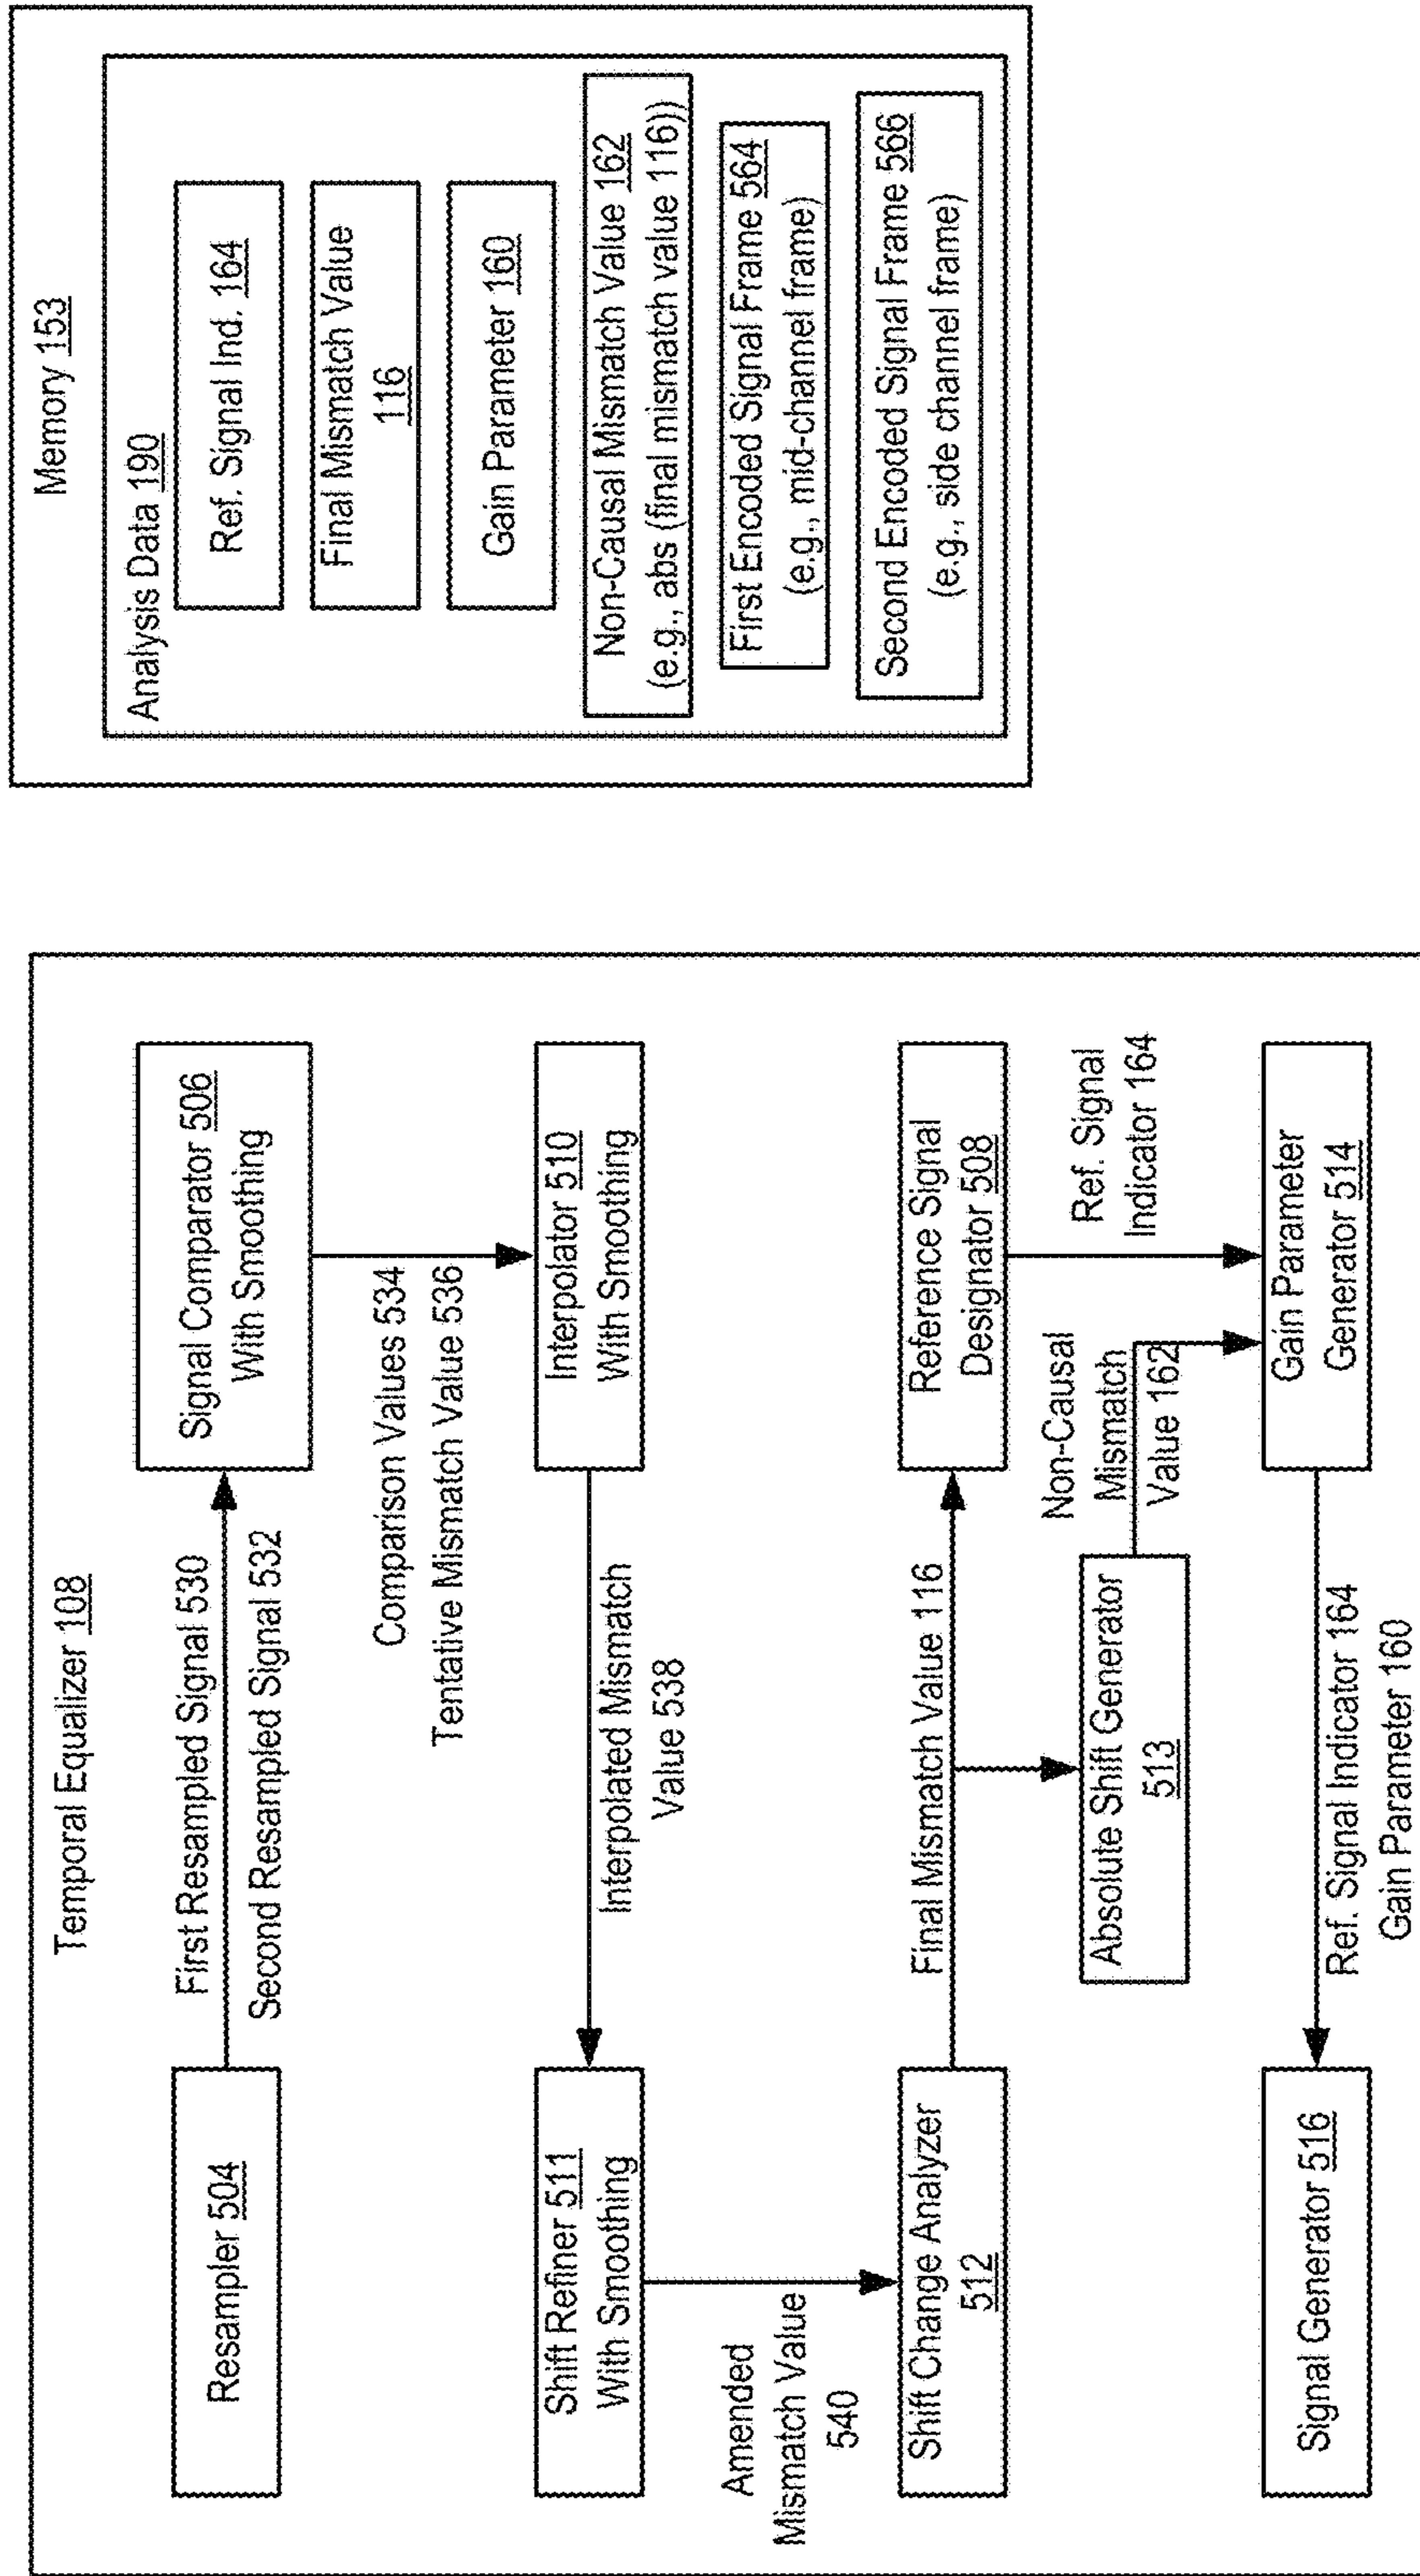 Temporal Equalizer 108
Resampler 504
First Resampled Signal 530
Second Resampled Signal 532
Signal Comparator 506
With Smoothing
Comparison Values 534
Tentative Mismatch Value 536
Interpolator 510
With Smoothing
Interpolated Mismatch
Value 538
Shift Refiner 511
With Smoothing
Amended
Mismatch Value
540
Shift Change Analyzer
512
Final Mismatch Value 116
Reference Signal
Designator 508
Absolute Shift Generator
513
Non-Causal
Mismatch
Value 162
Ref. Signal
Indicator 164
Gain Parameter
Generator 514
Ref. Signal Indicator 164
Gain Parameter 160
Signal Generator 516
Memory 153
Analysis Data 190
Ref. Signal Ind. 164
Final Mismatch Value
116
Gain Parameter 160
Non-Causal Mismatch Value 162
(e.g., abs (final mismatch value 116))
First Encoded Signal Frame 564
(e.g., mid-channel frame)
Second Encoded Signal Frame 566
(e.g., side channel frame)